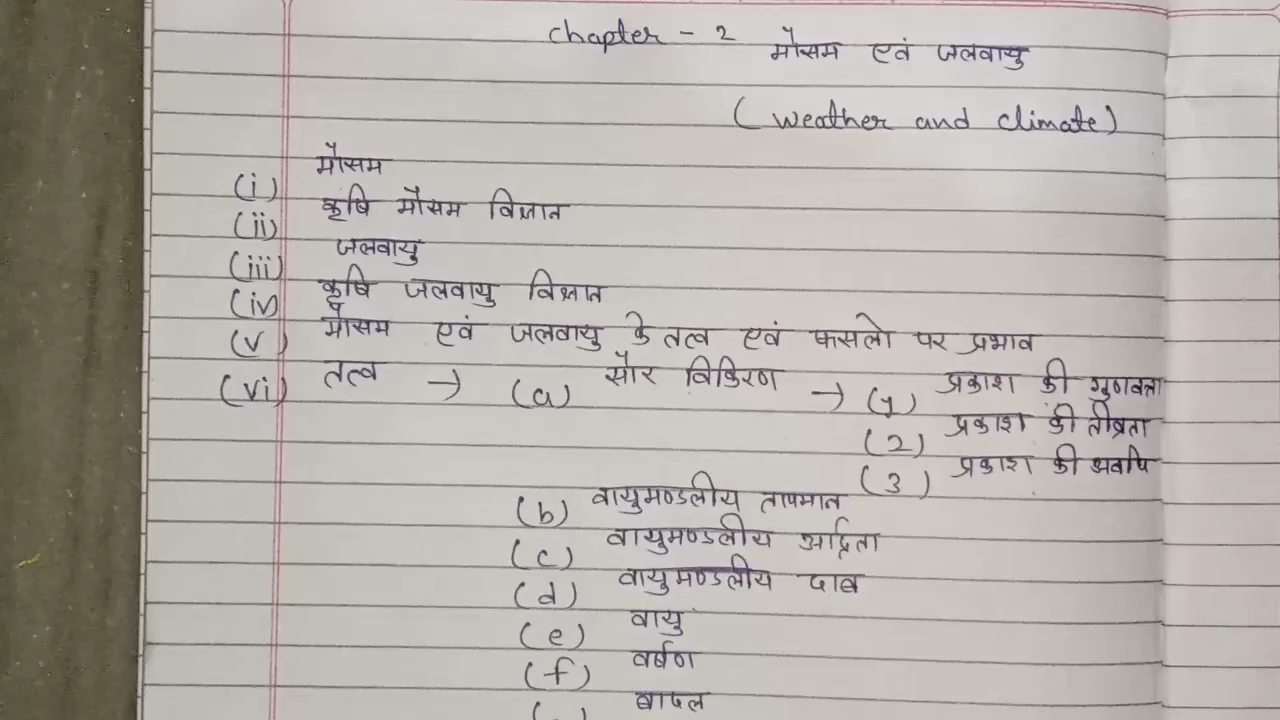 chapter - 2 मौसम एवं जलवायु
(weather and climate)
(i) मौसम
(ii) कृषि मौसम विज्ञान
(iii) जलवायु
(iv) कृषि जलवायु विज्ञान
(v) मौसम एवं जलवायु के तत्व एवं फसलो पर प्रभाव
(vi) तत्व → (a) सौर विकिरण → (1) प्रकाश की गुणवत्ता
(2) प्रकाश की तीव्रता
(3) प्रकाश की अवधि
(b) वायुमण्डलीय तापमान
(c) वायुमण्डलीय आर्द्रता
(d) वायुमण्डलीय दाब
(e) वायु
(f) वर्षण
बादल